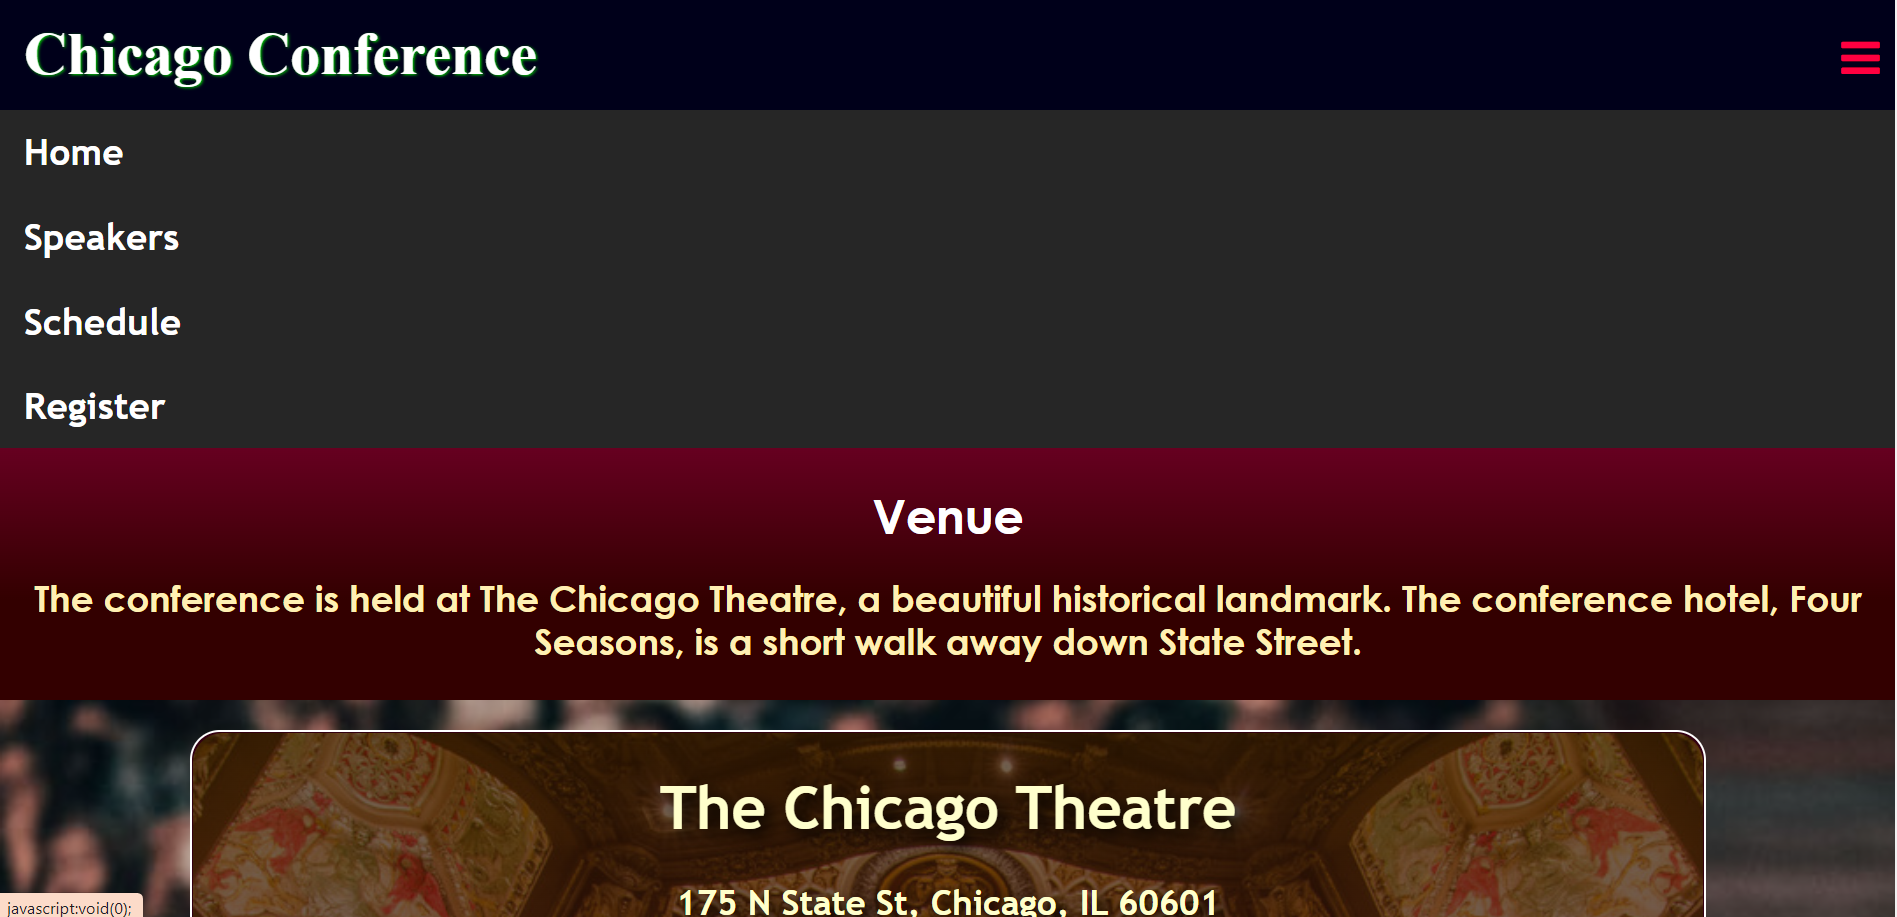 Chicago Conference
Home
Speakers
Schedule
Register
Venue
The conference is held at The Chicago Theatre, a beautiful historical landmark. The conference hotel, Four
Seasons, is a short walk away down State Street.
The Chicago Theatre
175 N State St, Chicago, IL 60601
javascript:void(0);